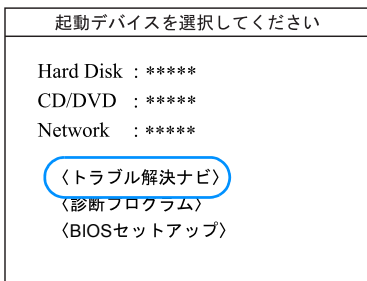 起動デバイスを選択してください
Hard Disk : *****
CD/DVD : *****
Network : *****
〈トラブル解決ナビ〉
〈診断プログラム〉
〈BIOSセットアップ〉